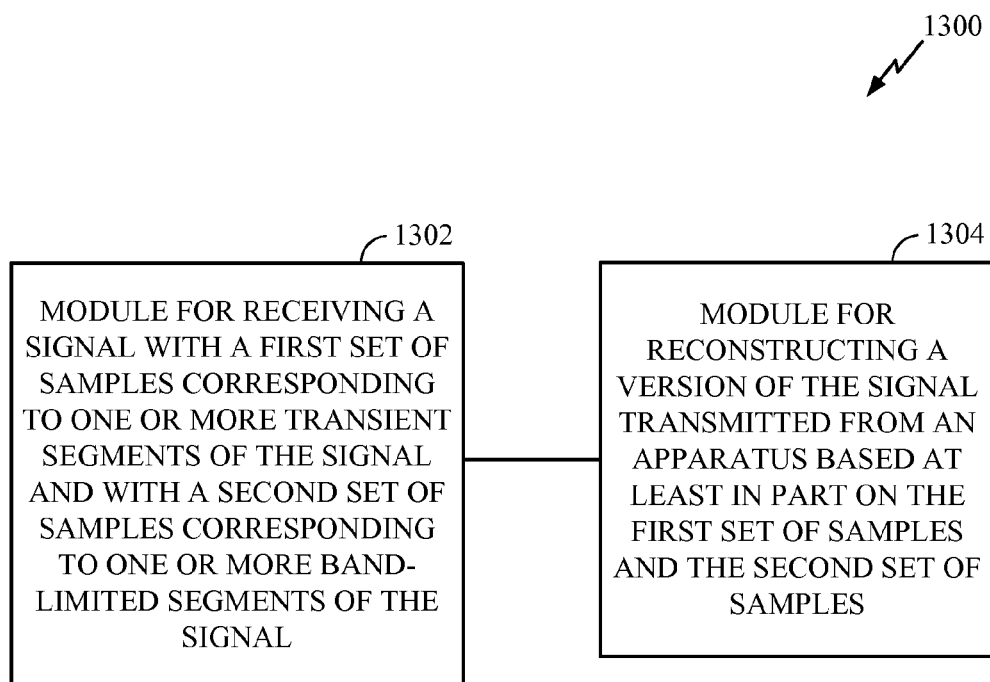 1300
1302
MODULE FOR RECEIVING A
SIGNAL WITH A FIRST SET OF
SAMPLES CORRESPONDING
TO ONE OR MORE TRANSIENT
SEGMENTS OF THE SIGNAL
AND WITH A SECOND SET OF
SAMPLES CORRESPONDING
TO ONE OR MORE BAND-
LIMITED SEGMENTS OF THE
SIGNAL
1304
MODULE FOR
RECONSTRUCTING A
VERSION OF THE SIGNAL
TRANSMITTED FROM AN
APPARATUS BASED AT
LEAST IN PART ON THE
FIRST SET OF SAMPLES
AND THE SECOND SET OF
SAMPLES